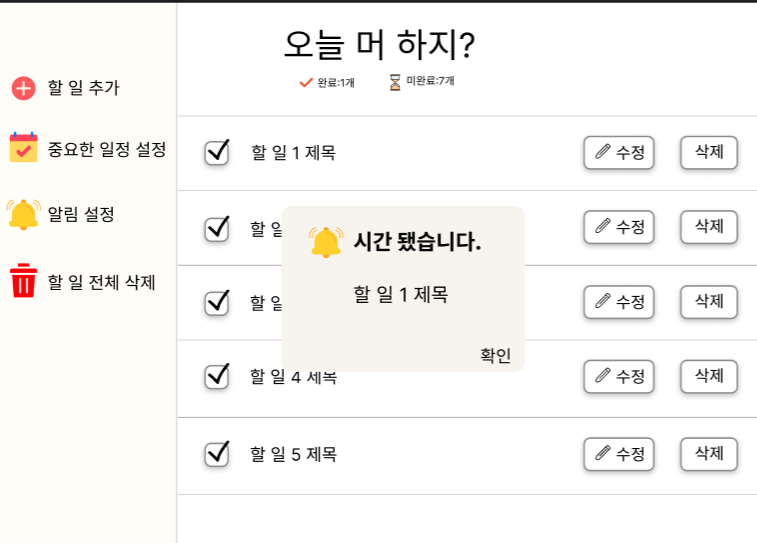 오늘 머 하지?
완료:1개
미완료:7개
할 일 추가
중요한 일정 설정
알림 설정
할 일 전체 삭제
할 일 1 제목 수정 삭제
할 일 수정 삭제
할 일 수정 삭제
할 일 4 제목 수정 삭제
할 일 5 제목 수정 삭제
시간 됐습니다.
할 일 1 제목
확인